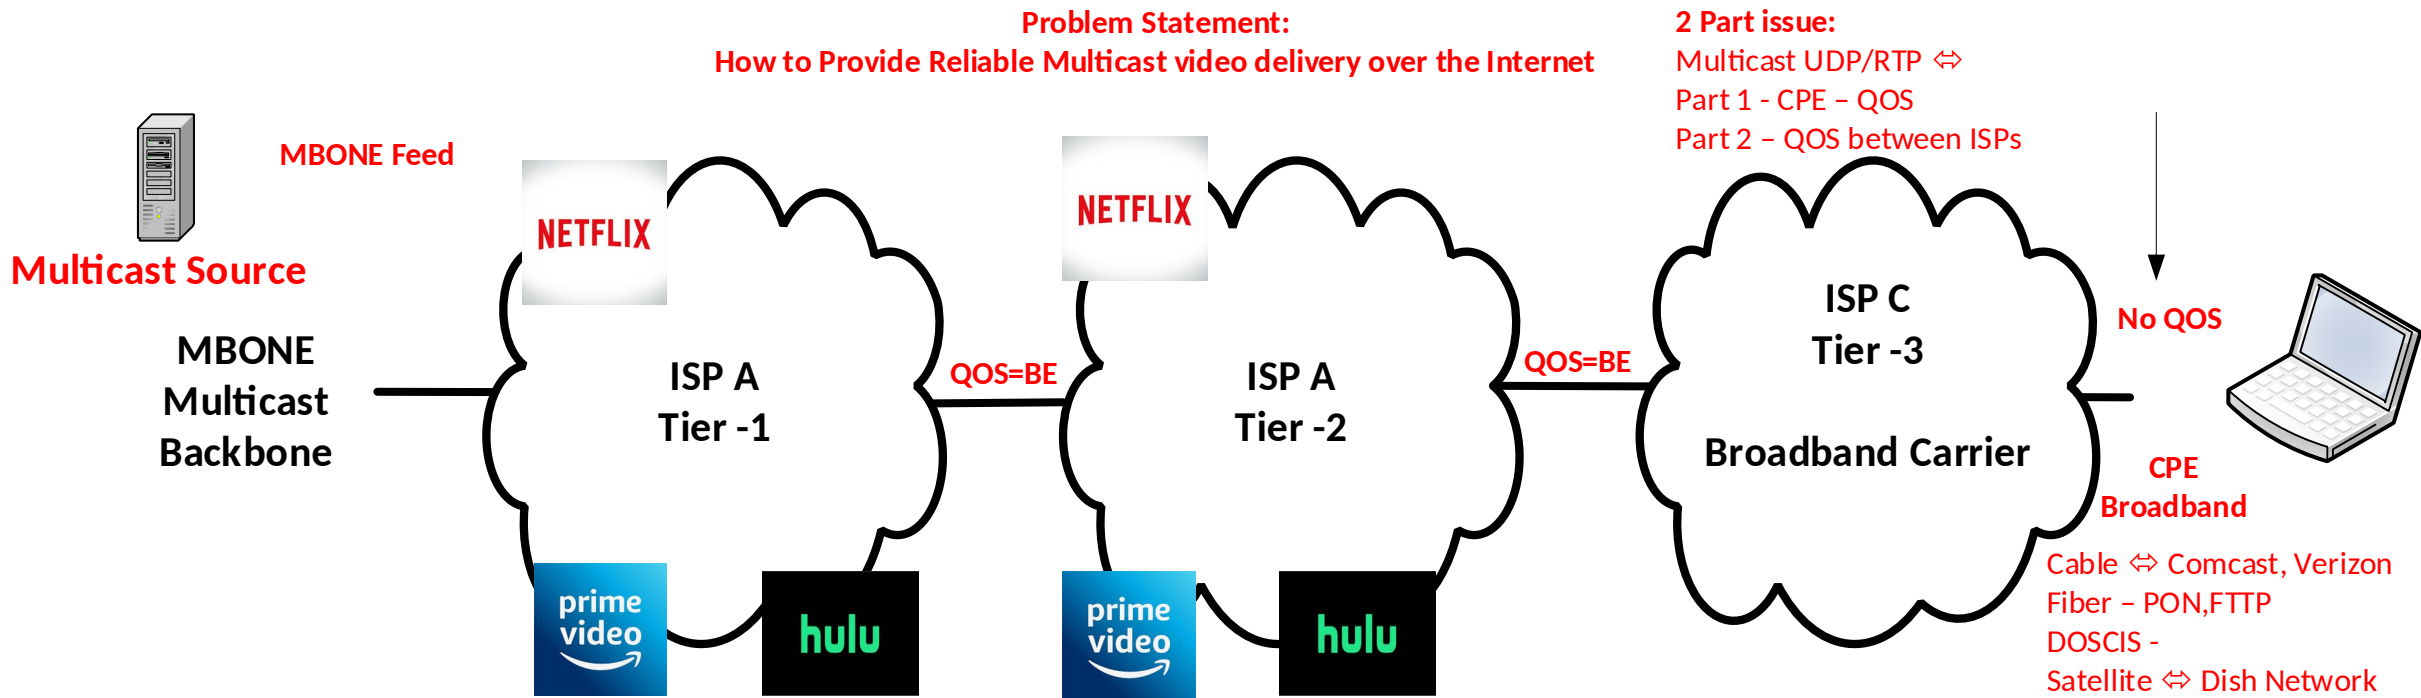 Problem Statement:
How to Provide Reliable Multicast video delivery over the Internet
2 Part issue:
Multicast UDP/RTP ⬄
Part 1 - CPE – QOS
Part 2 – QOS between ISPs
MBONE Feed
Multicast Source
MBONE
Multicast
Backbone
NETFLIX
ISP A
Tier -1
prime
video
hulu
QOS=BE
NETFLIX
ISP A
Tier -2
prime
video
hulu
QOS=BE
ISP C
Tier -3
Broadband Carrier
No QOS
CPE
Broadband
Cable ⬄ Comcast, Verizon
Fiber – PON,FTTP
DOSCIS -
Satellite ⬄ Dish Network